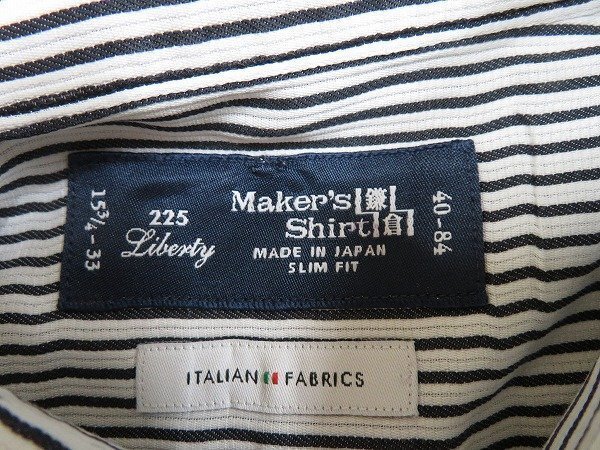 15¾-33
225
Liberty
Maker's 鎌
Shirt 倉
MADE IN JAPAN
SLIM FIT
40-84
ITALIAN FABRICS